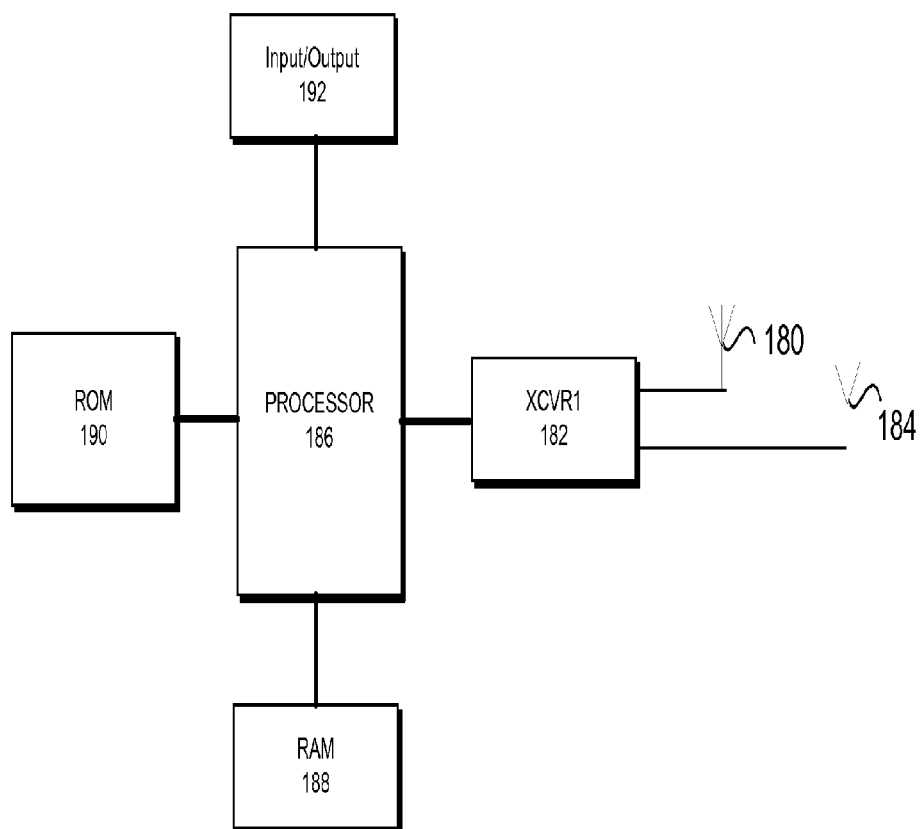 Input/Output
192
ROM
190
PROCESSOR
186
XCVR1
182
180
184
RAM
188